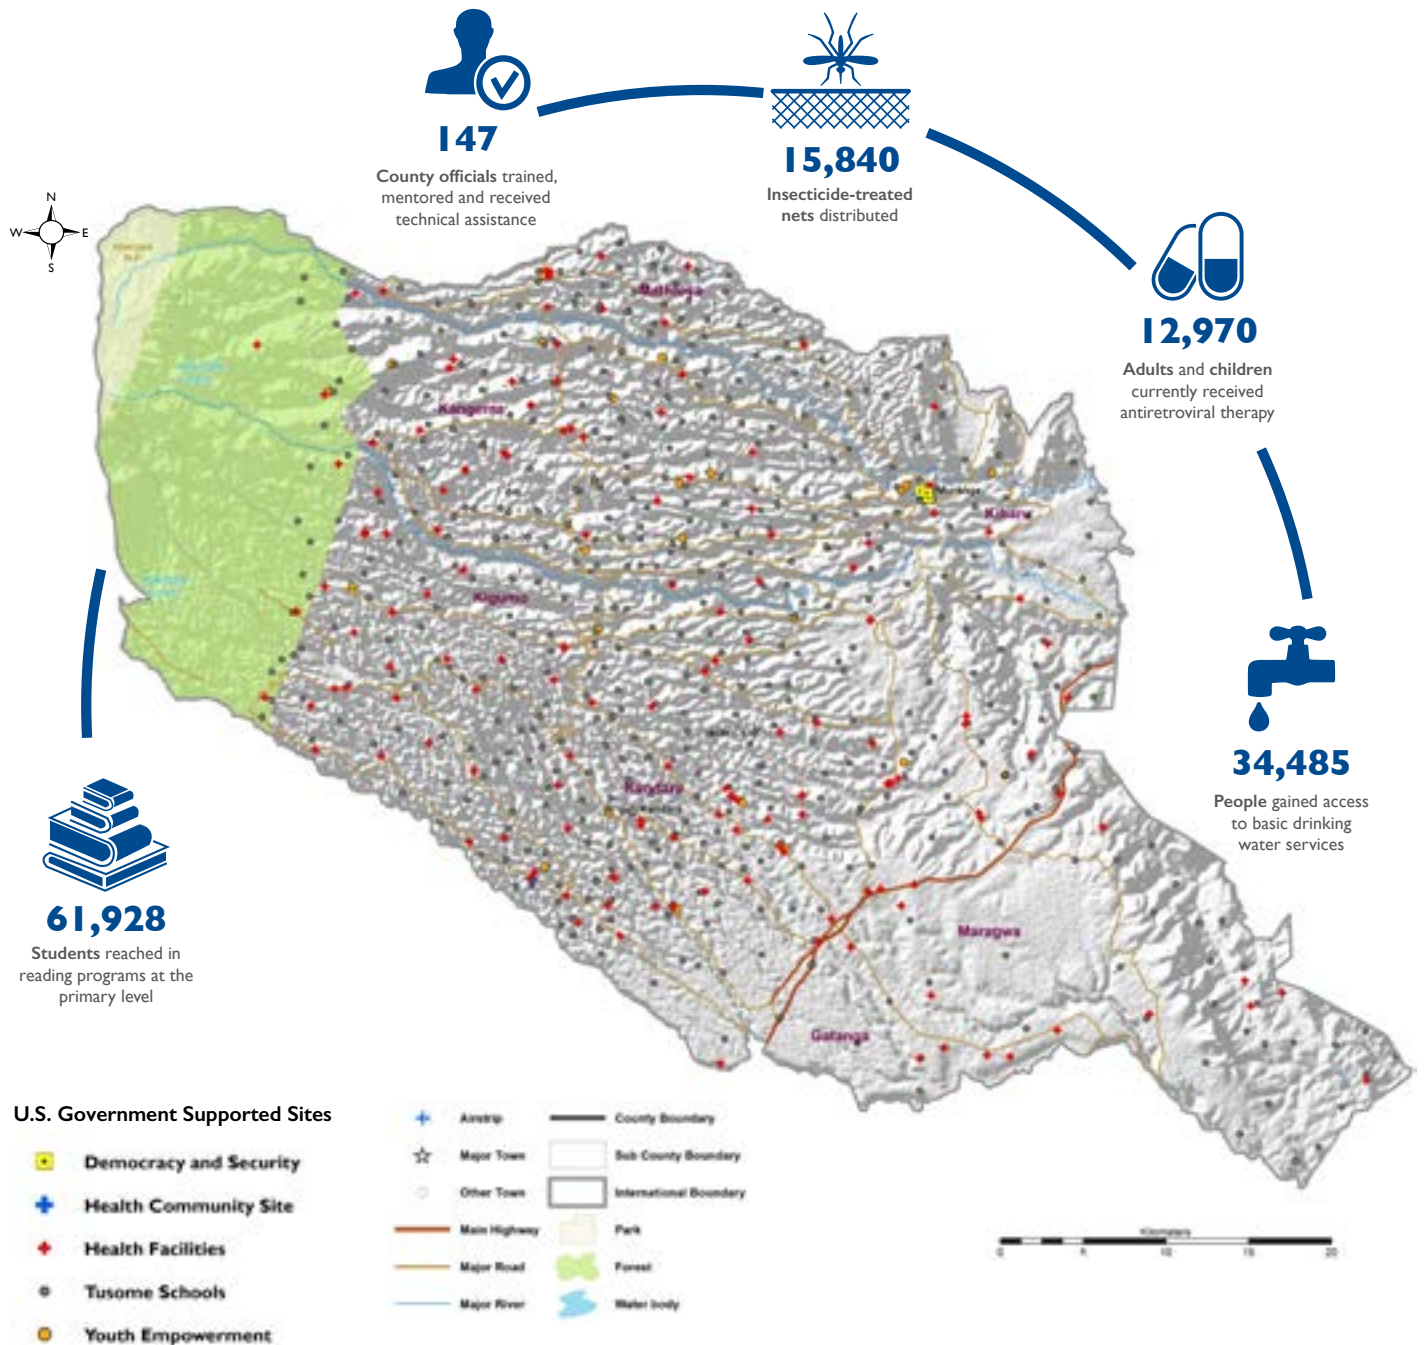 147
County officials trained,
mentored and received
technical assistance
15,840
Insecticide-treated
nets distributed
12,970
Adults and children
currently received
antiretroviral therapy
34,485
People gained access
to basic drinking
water services
61,928
Students reached in
reading programs at the
primary level
N
W E
S
Mathioya
Kangema
Kiharu
Kigumo
Kandara
Maragwa
Gatanga
U.S. Government Supported Sites
Democracy and Security
Health Community Site
Health Facilities
Tusome Schools
Youth Empowerment
Airstrip
Major Town
Other Town
Main Highway
Major Road
Major River
County Boundary
Sub County Boundary
International Boundary
Park
Forest
Water body
Kilometers
0 5 10 15 20